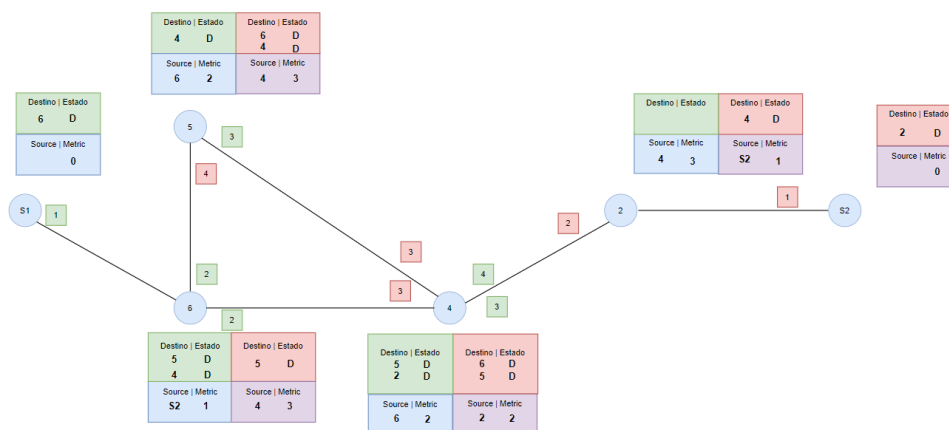 Destino | Estado
4 D
Destino | Estado
6 D
4 D
Source | Metric
6 2
Source | Metric
4 3
Destino | Estado
6 D
Source | Metric
0
Destino | Estado
Destino | Estado
4 D
Source | Metric
4 3
Source | Metric
S2 1
Destino | Estado
2 D
Source | Metric
0
5
3
4
S1
1
2
S2
1
2
3
4
3
2
3
6
2
4
Destino | Estado
5 D
4 D
Destino | Estado
5 D
Source | Metric
S2 1
Source | Metric
4 3
Destino | Estado
5 D
2 D
Destino | Estado
6 D
5 D
Source | Metric
6 2
Source | Metric
2 2